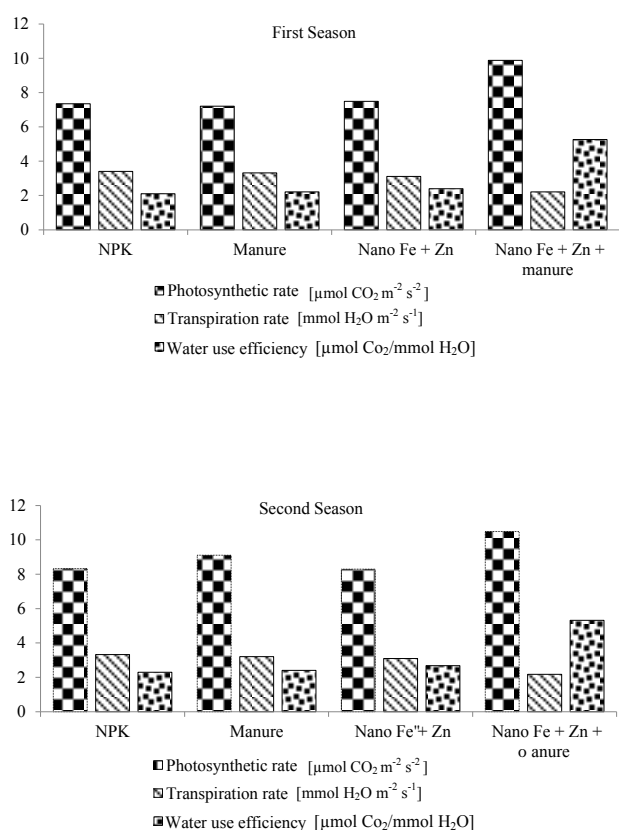 First Season
12
10
8
6
4
2
0
NPK
Manure
Nano Fe + Zn
Nano Fe + Zn +
manure
Photosynthetic rate [µmol CO₂ m⁻² s⁻²]
Transpiration rate [mmol H₂O m⁻² s⁻¹]
Water use efficiency [µmol Co₂/mmol H₂O]
Second Season
12
10
8
6
4
2
0
NPK
Manure
Nano Fe"+ Zn
Nano Fe + Zn +
o anure
Photosynthetic rate [µmol CO₂ m⁻² s⁻²]
Transpiration rate [mmol H₂O m⁻² s⁻¹]
Water use efficiency [µmol Co₂/mmol H₂O]